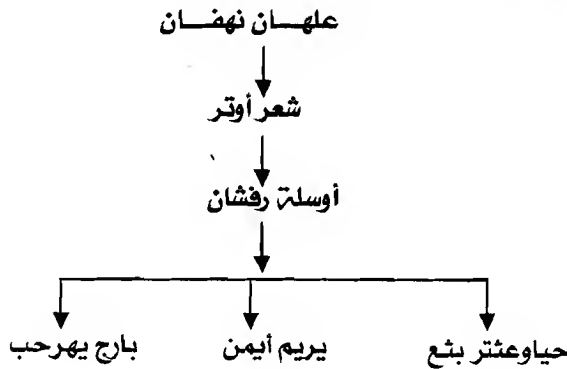 علهان نهفان
شعر أوتر
أوسلة رفشان
حياوعثتر بثع يريم أيمن بارج يهرحب